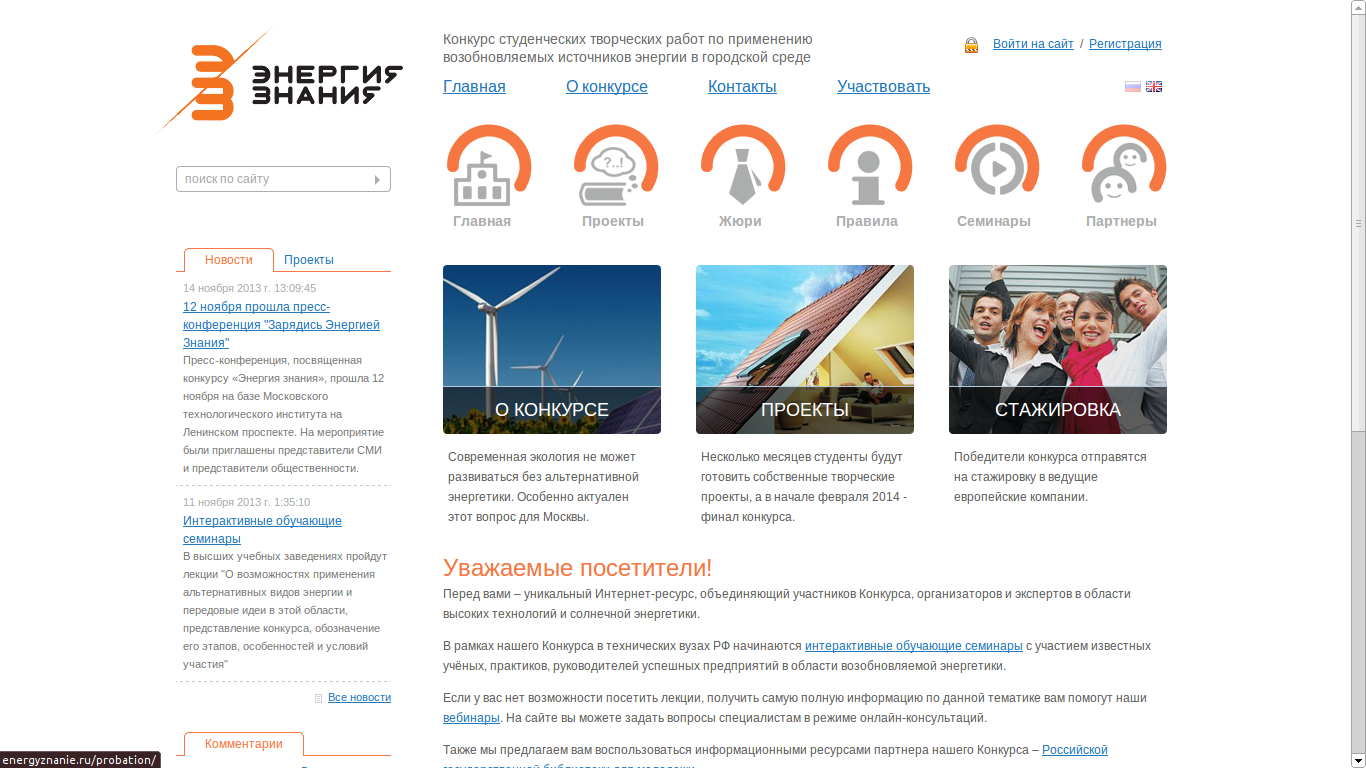 ЭНЕРГИЯ
ЗНАНИЯ
Конкурс студенческих творческих работ по применению
возобновляемых источников энергии в городской среде
Войти на сайт / Регистрация
Главная О конкурсе Контакты Участвовать
поиск по сайту
?..!
Главная Проекты Жюри Правила Семинары Партнеры
Новости Проекты
14 ноября 2013 г. 13:09:45
12 ноября прошла пресс-
конференция "Зарядись Энергией
Знания"
Пресс-конференция, посвященная
конкурсу «Энергия знания», прошла 12
ноября на базе Московского
технологического института на
Ленинском проспекте. На мероприятие
были приглашены представители СМИ
и представители общественности.
11 ноября 2013 г. 1:35:10
Интерактивные обучающие
семинары
В высших учебных заведениях пройдут
лекции "О возможностях применения
альтернативных видов энергии и
передовые идеи в этой области,
представление конкурса, обозначение
его этапов, особенностей и условий
участия"
Все новости
Комментарии
О КОНКУРСЕ
Современная экология не может
развиваться без альтернативной
энергетики. Особенно актуален
этот вопрос для Москвы.
ПРОЕКТЫ
Несколько месяцев студенты будут
готовить собственные творческие
проекты, а в начале февраля 2014 -
финал конкурса.
СТАЖИРОВКА
Победители конкурса отправятся
на стажировку в ведущие
европейские компании.
Уважаемые посетители!
Перед вами – уникальный Интернет-ресурс, объединяющий участников Конкурса, организаторов и экспертов в области
высоких технологий и солнечной энергетики.
В рамках нашего Конкурса в технических вузах РФ начинаются интерактивные обучающие семинары с участием известных
учёных, практиков, руководителей успешных предприятий в области возобновляемой энергетики.
Если у вас нет возможности посетить лекции, получить самую полную информацию по данной тематике вам помогут наши
вебинары. На сайте вы можете задать вопросы специалистам в режиме онлайн-консультаций.
Также мы предлагаем вам воспользоваться информационными ресурсами партнера нашего Конкурса – Российской
energyznanie.ru/probation/